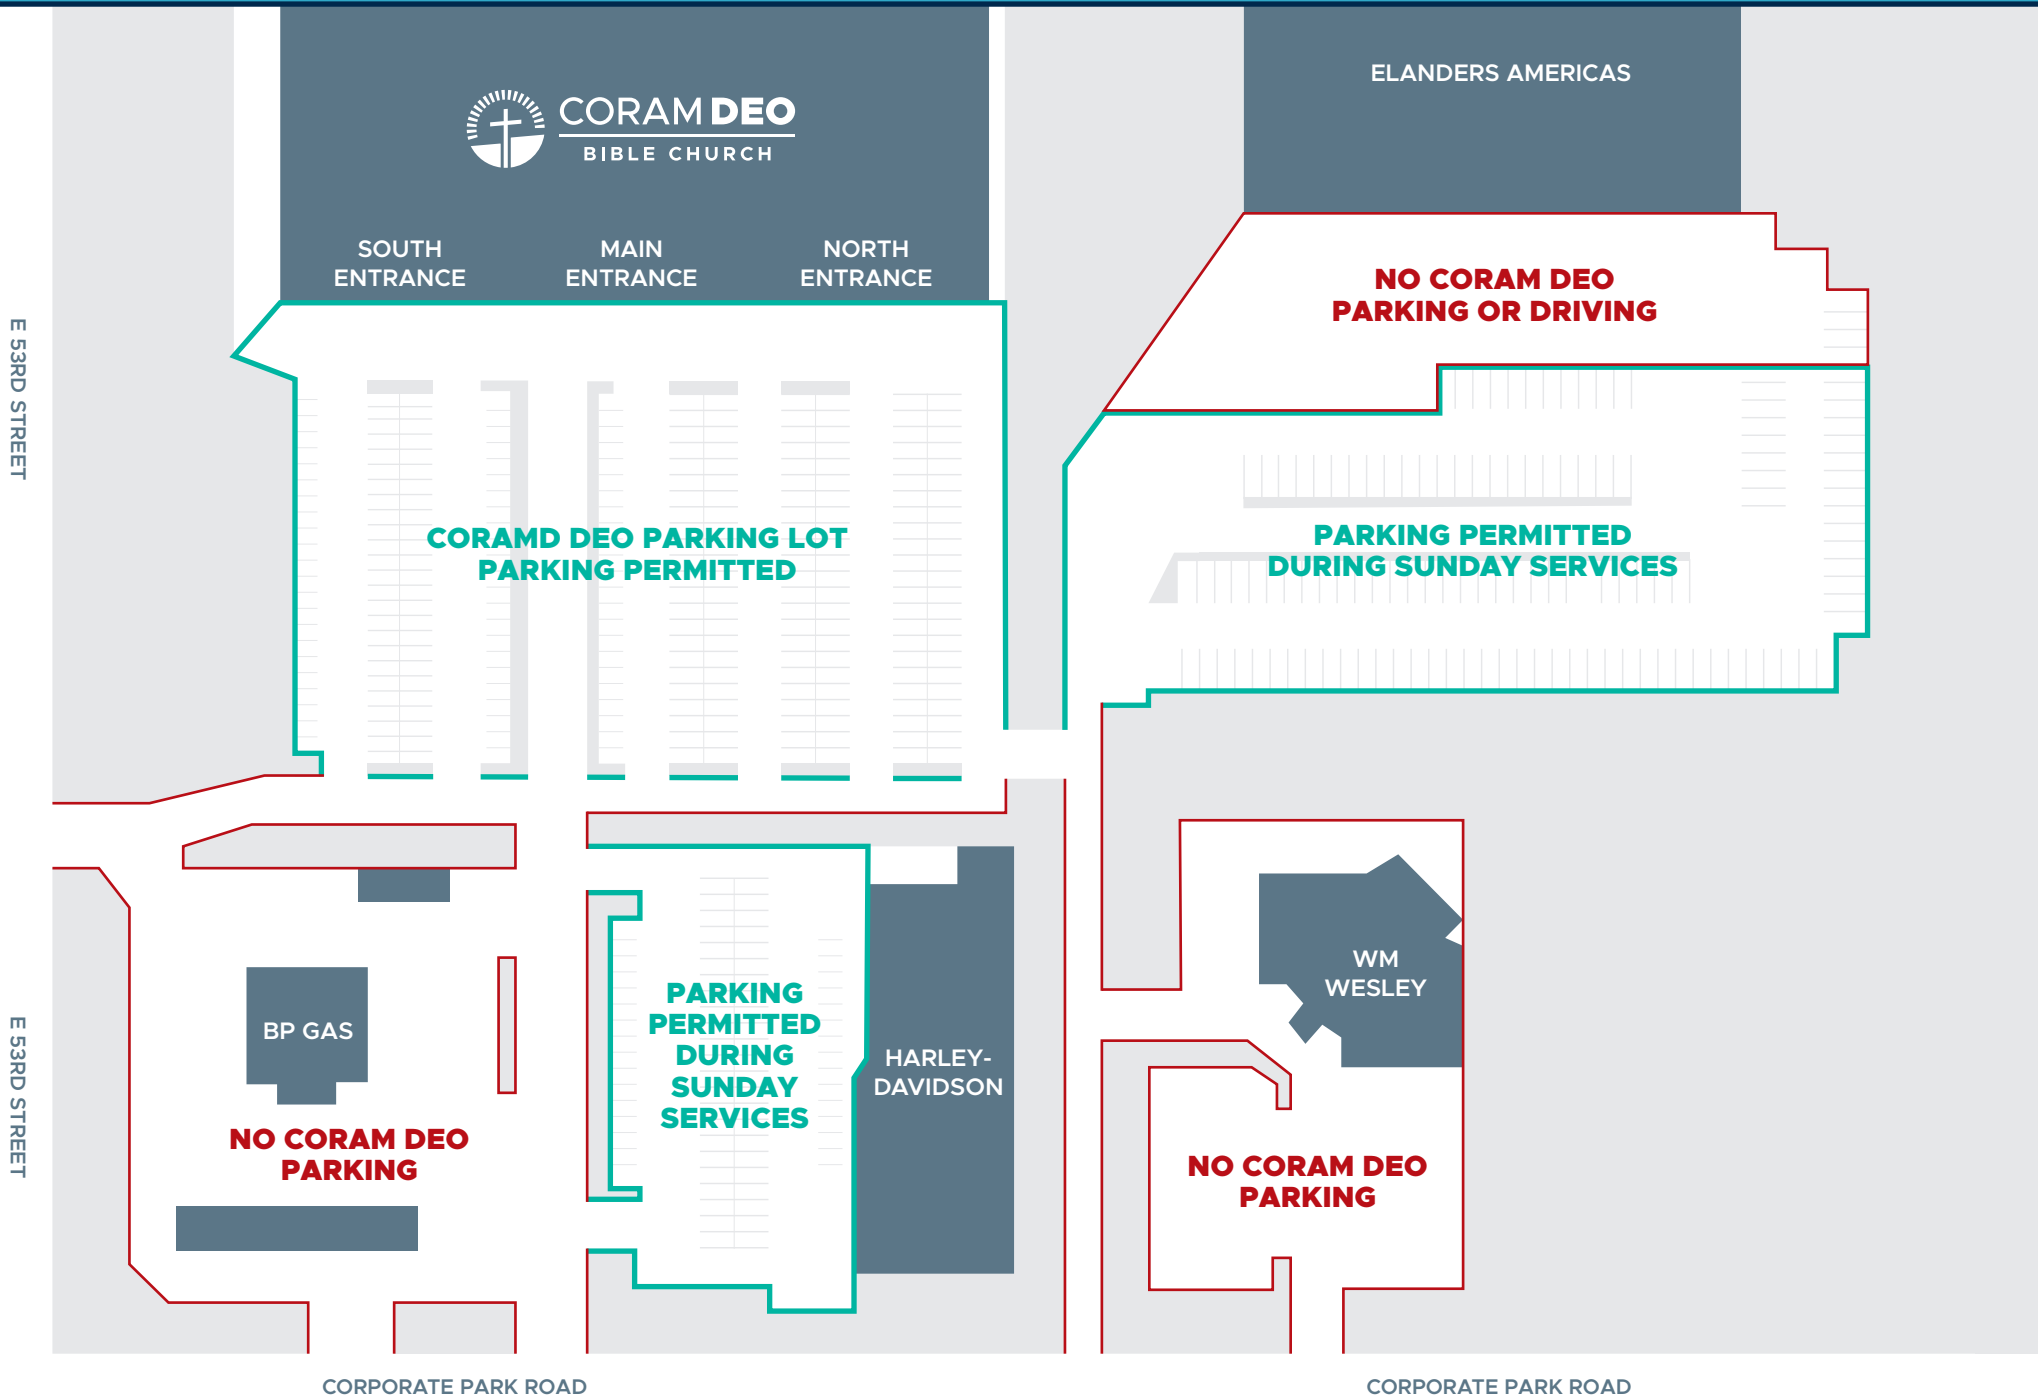 CORAM DEO
BIBLE CHURCH
ELANDERS AMERICAS
SOUTH
ENTRANCE
MAIN
ENTRANCE
NORTH
ENTRANCE
NO CORAM DEO
PARKING OR DRIVING
E 53RD STREET
CORAMD DEO PARKING LOT
PARKING PERMITTED
PARKING PERMITTED
DURING SUNDAY SERVICES
BP GAS
NO CORAM DEO
PARKING
PARKING
PERMITTED
DURING
SUNDAY
SERVICES
HARLEY-
DAVIDSON
WM
WESLEY
NO CORAM DEO
PARKING
E 53RD STREET
CORPORATE PARK ROAD
CORPORATE PARK ROAD